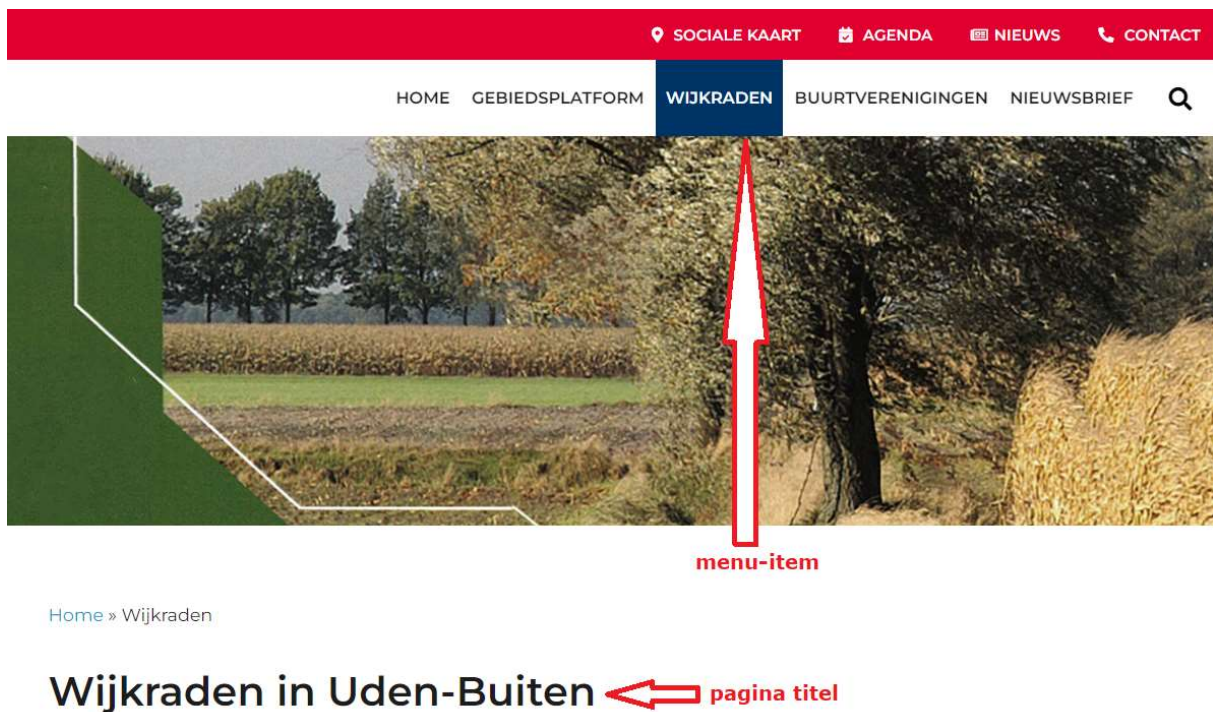 SOCIALE KAART AGENDA NIEUWS CONTACT
HOME GEBIEDSPLATFORM WIJKRADEN BUURTVERENIGINGEN NIEUWSBRIEF
menu-item
Home » Wijkraden
Wijkraden in Uden-Buiten pagina titel